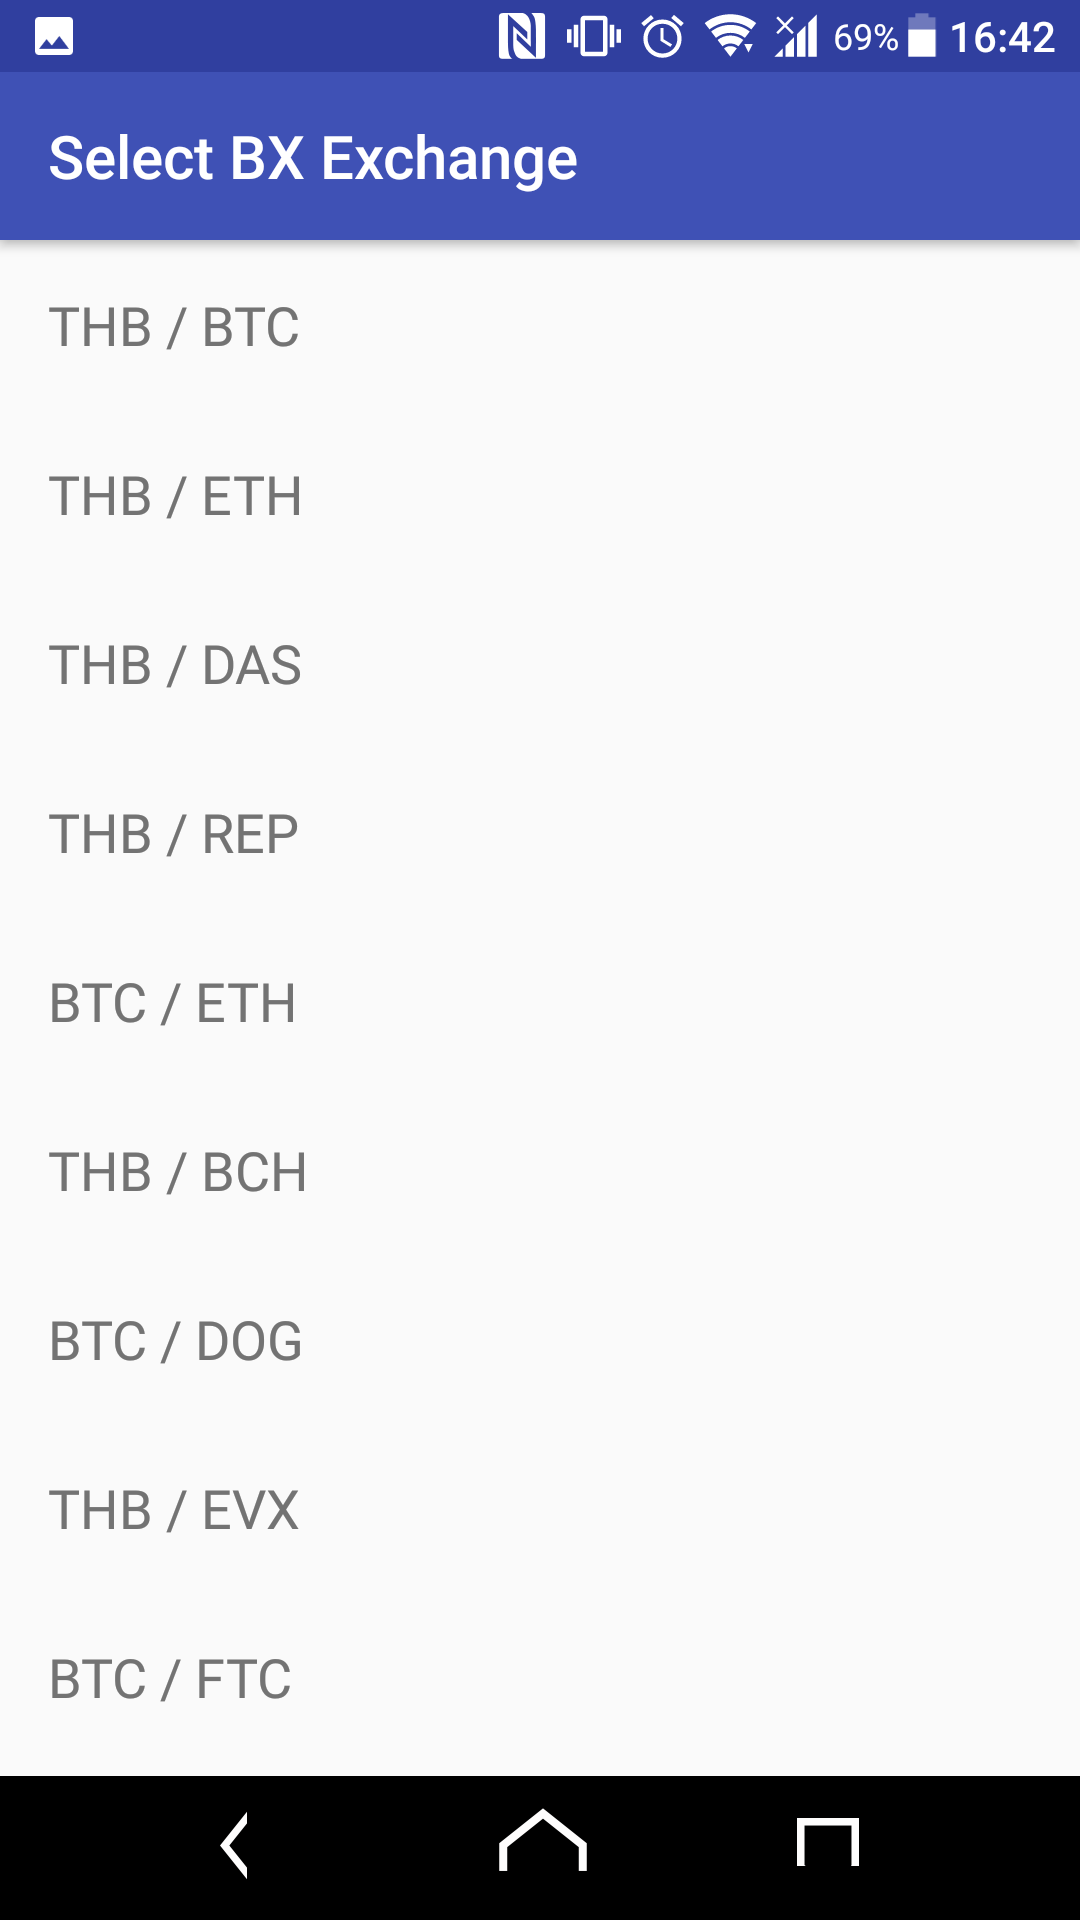 69% 16:42
Select BX Exchange
THB / BTC
THB / ETH
THB / DAS
THB / REP
BTC / ETH
THB / BCH
BTC / DOG
THB / EVX
BTC / FTC